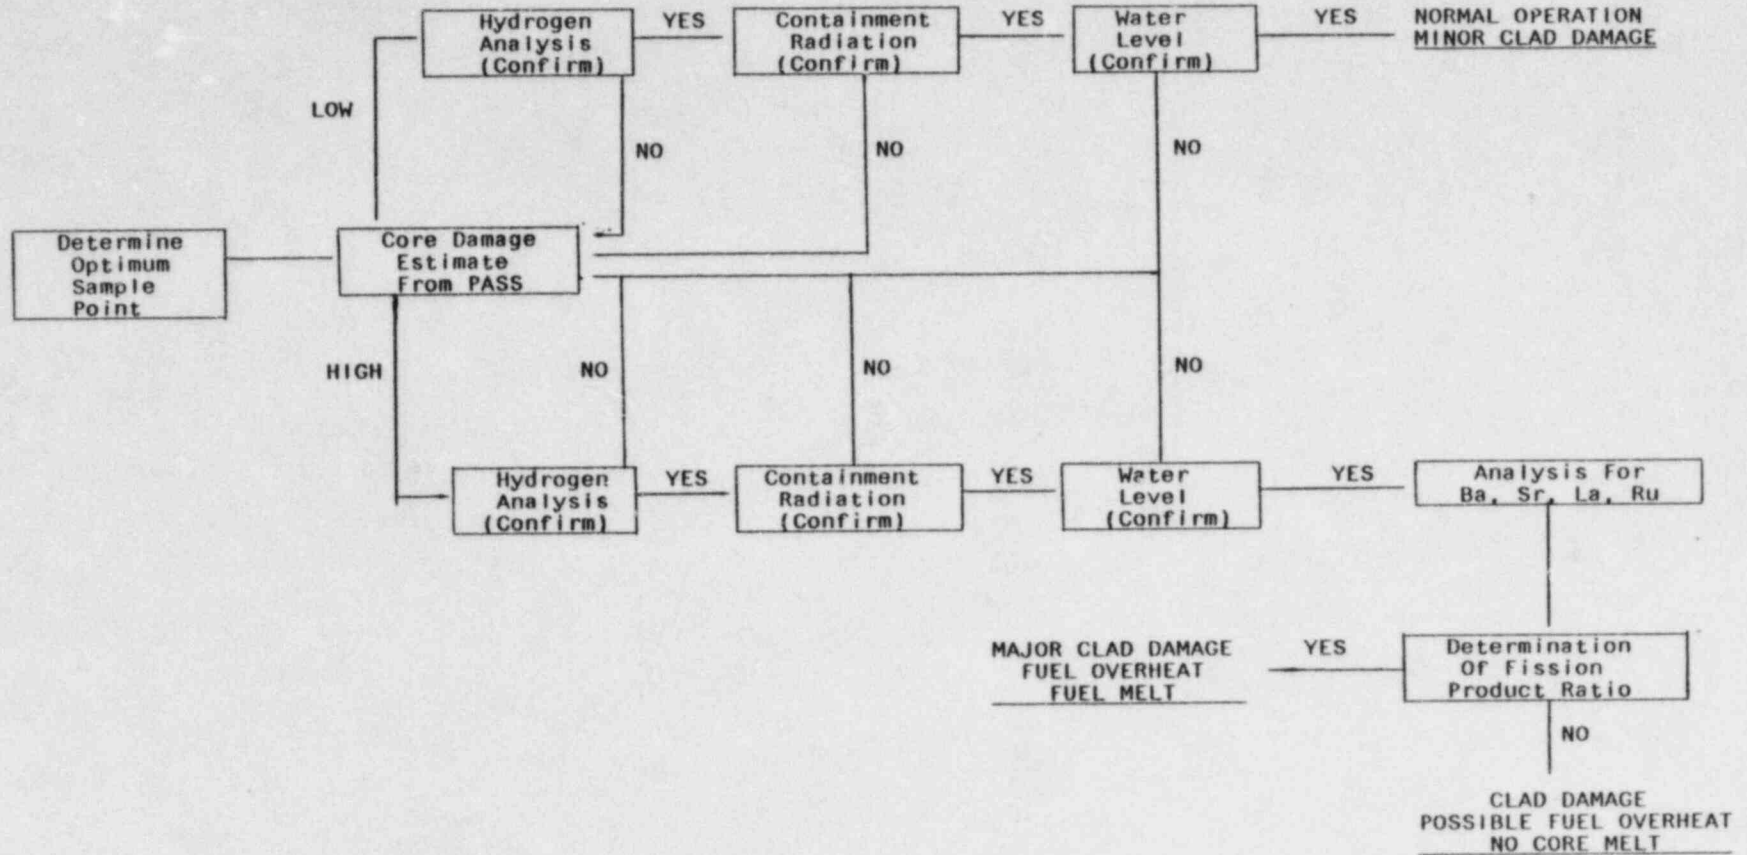 Hydrogen
Analysis
(Confirm)
YES
Containment
Radiation
(Confirm)
YES
Water
Level
(Confirm)
YES
NORMAL OPERATION
MINOR CLAD DAMAGE
LOW
NO
NO
NO
Determine
Optimum
Sample
Point
Core Damage
Estimate
From PASS
HIGH
NO
NO
NO
Hydrogen
Analysis
(Confirm)
YES
Containment
Radiation
(Confirm)
YES
Water
Level
(Confirm)
YES
Analysis For
Ba, Sr, La, Ru
MAJOR CLAD DAMAGE
FUEL OVERHEAT
FUEL MELT
YES
Determination
Of Fission
Product Ratio
NO
CLAD DAMAGE
POSSIBLE FUEL OVERHEAT
NO CORE MELT